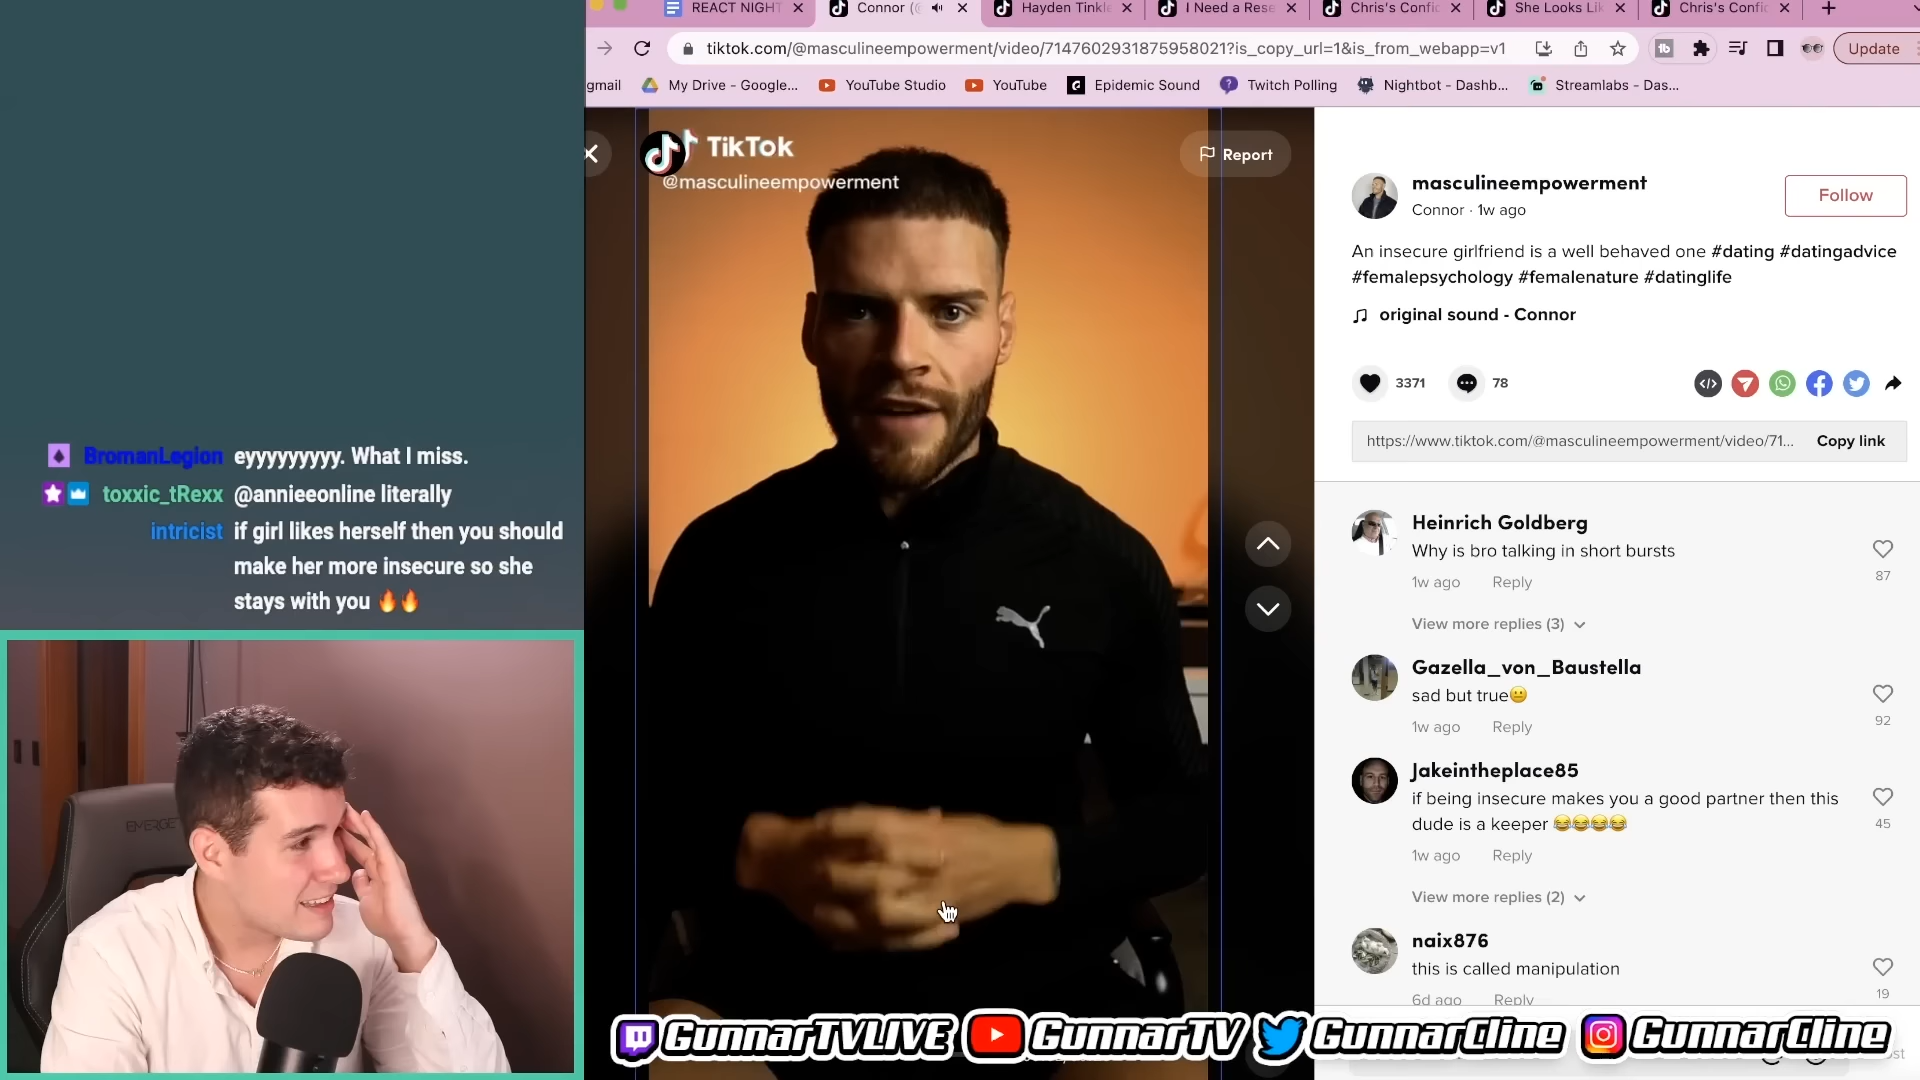 REACT NIGHT
Connor (@
Hayden Tinkle
I Need a Rese
Chris's Confid
She Looks Lik
Chris's Confid
tiktok.com/@masculineempowerment/video/7147602931875958021?is_copy_url=1&is_from_webapp=v1
Update
gmail
My Drive - Google...
YouTube Studio
YouTube
Epidemic Sound
Twitch Polling
Nightbot - Dashb...
Streamlabs - Das...
TikTok
@masculineempowerment
Report
masculineempowerment
Connor · 1w ago
Follow
An insecure girlfriend is a well behaved one #dating #datingadvice
#femalepsychology #femalenature #datinglife
original sound - Connor
3371
78
https://www.tiktok.com/@masculineempowerment/video/71...
Copy link
Heinrich Goldberg
Why is bro talking in short bursts
87
1w ago Reply
View more replies (3)
Gazella_von_Baustella
sad but true😐
92
1w ago Reply
Jakeintheplace85
if being insecure makes you a good partner then this
dude is a keeper 😂😂😂😂
45
1w ago Reply
View more replies (2)
naix876
this is called manipulation
19
6d ago Reply
BromanLegion eyyyyyyyyy. What I miss.
toxxic_tRexx @annieeonline literally
intricist if girl likes herself then you should
make her more insecure so she
stays with you 🔥🔥
EMERGE
GunnarTVLIVE GunnarTV GunnarCline GunnarCline